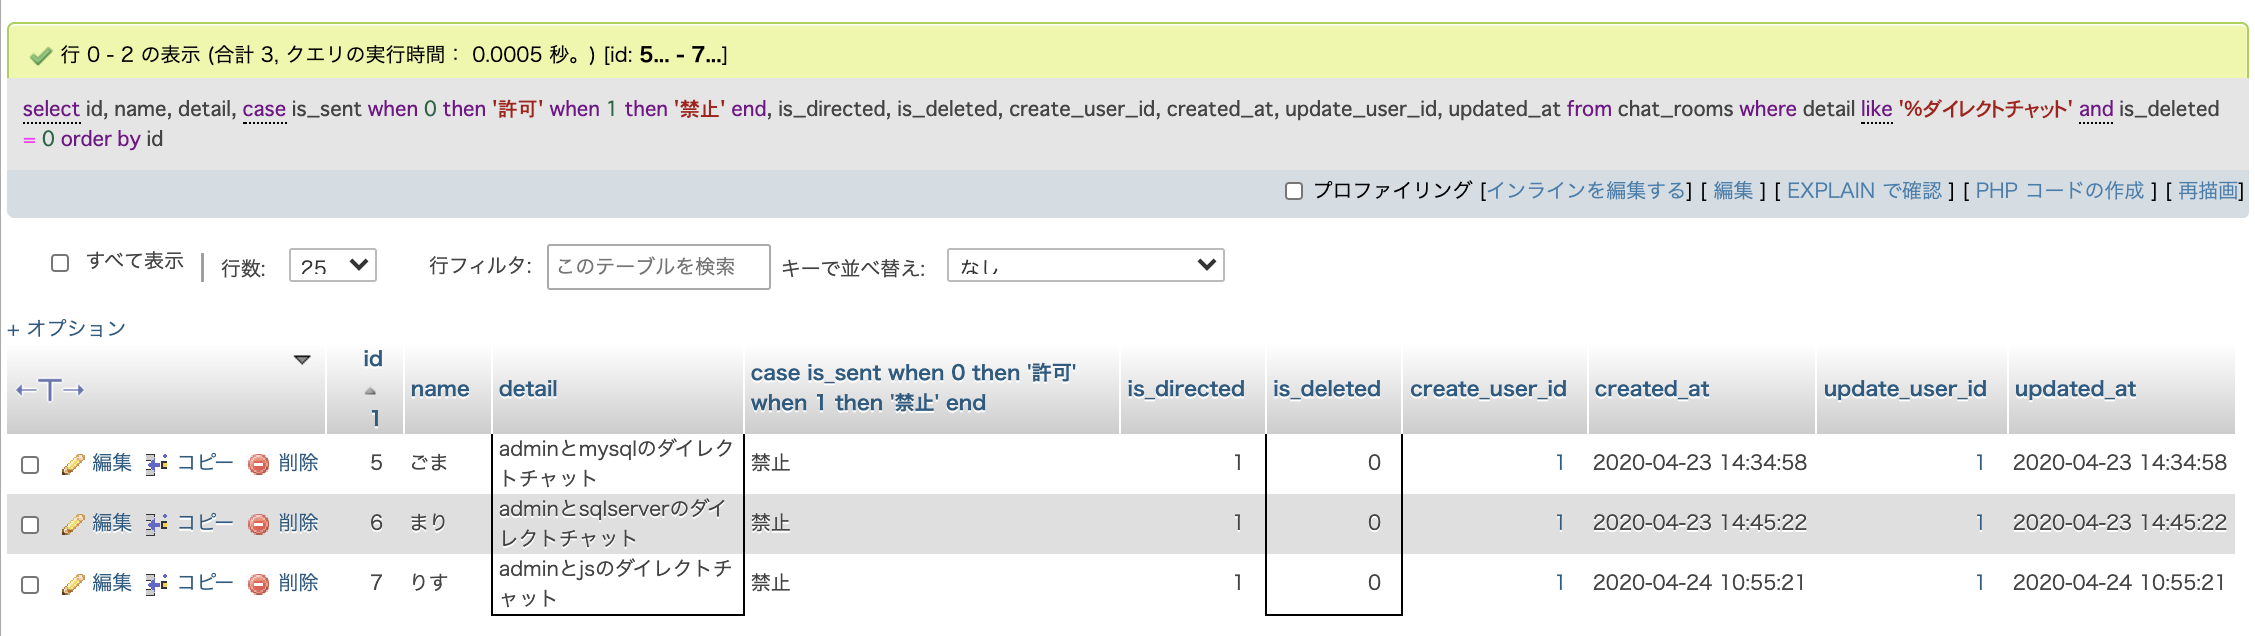 行 0 - 2 の表示 (合計 3, クエリの実行時間： 0.0005 秒。) [id: 5... - 7...]
select id, name, detail, case is_sent when 0 then '許可' when 1 then '禁止' end, is_directed, is_deleted, create_user_id, created_at, update_user_id, updated_at from chat_rooms where detail like '%ダイレクトチャット' and is_deleted
= 0 order by id
プロファイリング [インラインを編集する] [ 編集 ] [ EXPLAIN で確認 ] [ PHP コードの作成 ] [ 再描画]
すべて表示 | 行数: 25 行フィルタ: このテーブルを検索 キーで並べ替え: なし
+ オプション
←T→ id 1 name detail case is_sent when 0 then '許可' when 1 then '禁止' end is_directed is_deleted create_user_id created_at update_user_id updated_at
編集 コピー 削除 5 ごま adminとmysqlのダイレクトチャット 禁止 1 0 1 2020-04-23 14:34:58 1 2020-04-23 14:34:58
編集 コピー 削除 6 まり adminとsqlserverのダイレクトチャット 禁止 1 0 1 2020-04-23 14:45:22 1 2020-04-23 14:45:22
編集 コピー 削除 7 りす adminとjsのダイレクトチャット 禁止 1 0 1 2020-04-24 10:55:21 1 2020-04-24 10:55:21